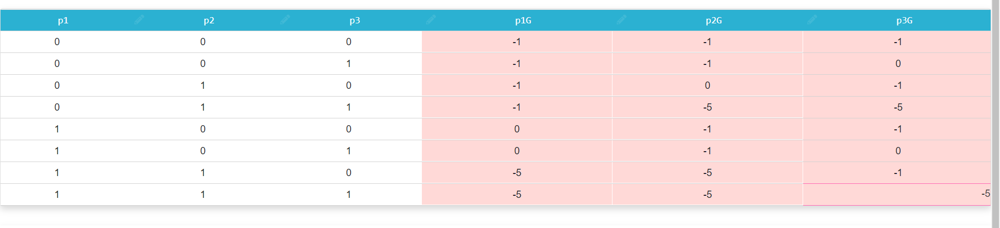 p1 p2 p3 p1G p2G p3G
0 0 0 -1 -1 -1
0 0 1 -1 -1 0
0 1 0 -1 0 -1
0 1 1 -1 -5 -5
1 0 0 0 -1 -1
1 0 1 0 -1 0
1 1 0 -5 -5 -1
1 1 1 -5 -5 -5